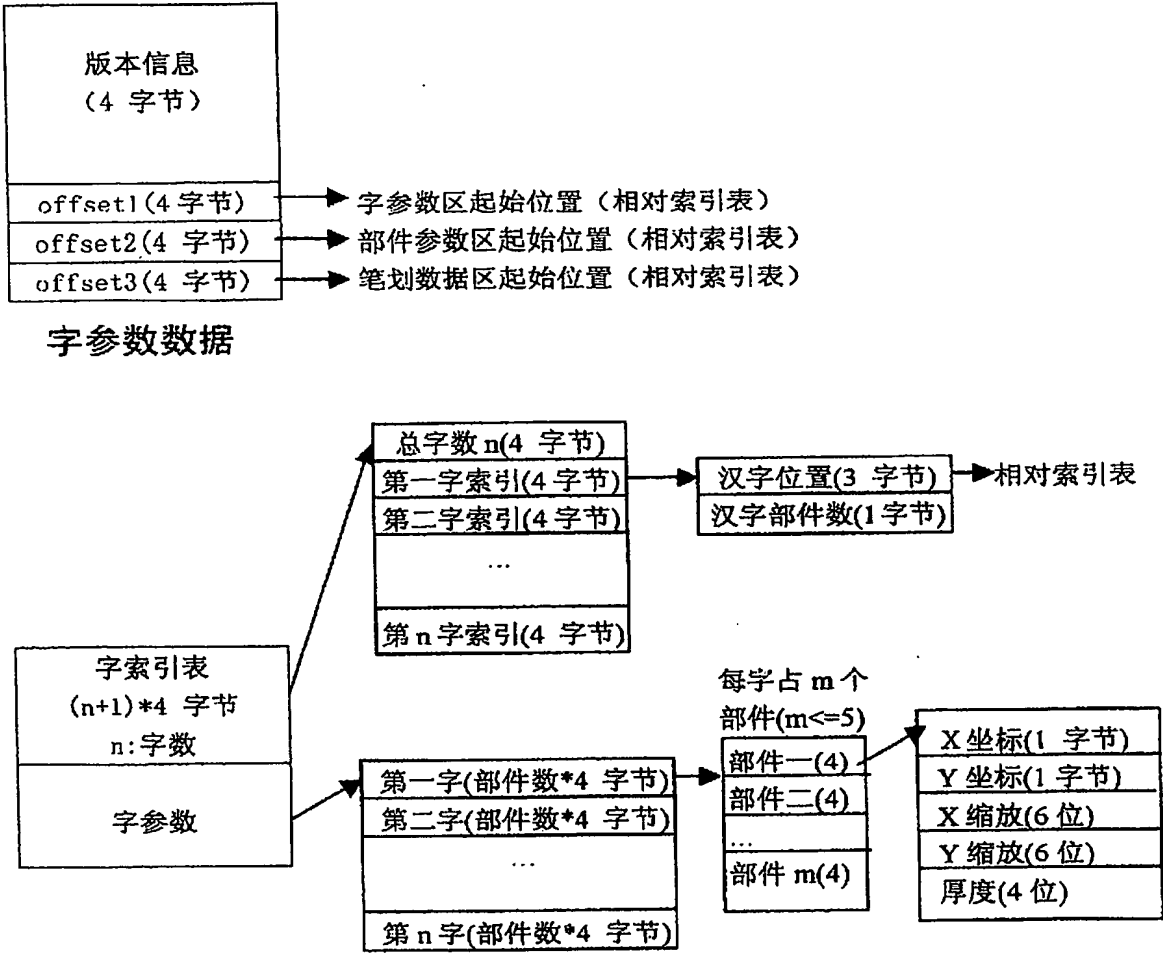 版本信息
(4 字节)
offset1(4字节)
字参数区起始位置（相对索引表）
offset2(4 字节)
部件参数区起始位置（相对索引表）
offset3(4 字节)
笔划数据区起始位置（相对索引表）
字参数数据
总字数 n(4 字节)
第一字索引(4字节)
第二字索引(4字节)
...
第 n 字索引(4 字节)
汉字位置(3 字节)
汉字部件数(1字节)
相对索引表
字索引表
(n+1)*4 字节
n:字数
字参数
第一字(部件数*4 字节)
第二字(部件数*4 字节)
...
第 n 字(部件数*4 字节)
每字占 m 个
部件(m<=5)
部件一(4)
部件二(4)
...
部件 m(4)
X 坐标(1 字节)
Y 坐标(1 字节)
X 缩放(6 位)
Y 缩放(6 位)
厚度(4 位)